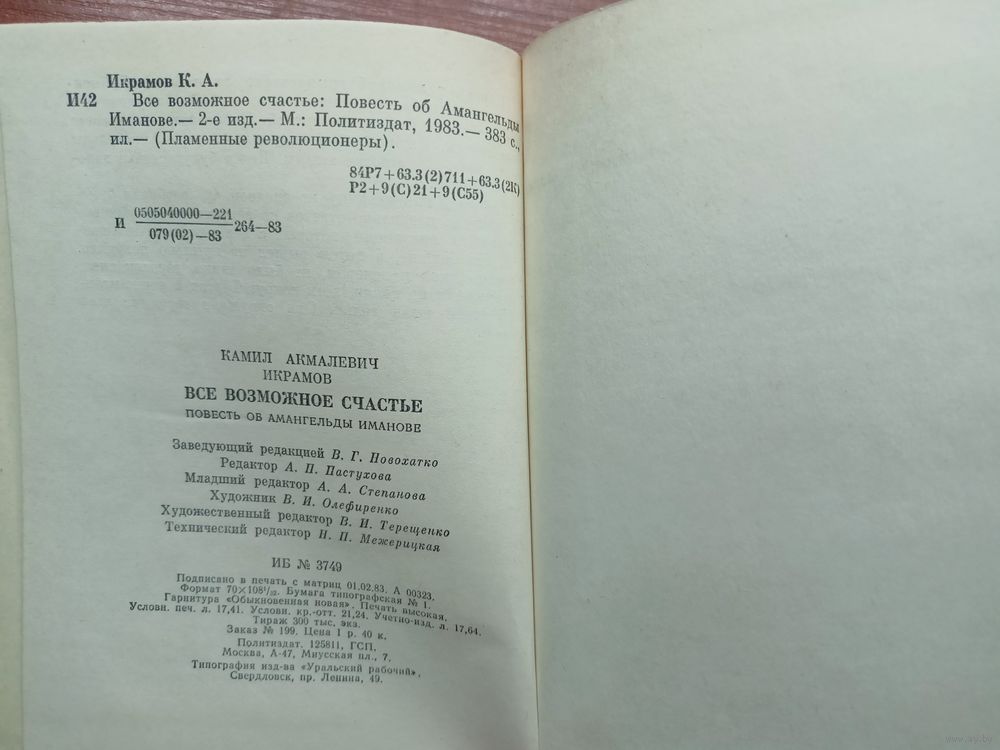 Икрамов К. А.
И42 Все возможное счастье: Повесть об Амангельды
Иманове.— 2-е изд.— М.: Политиздат, 1983.— 383 с.,
ил.— (Пламенные революционеры).
84Р7+63.3(2)711+63.3(2К)
Р2+9(С)21+9(С55)
И 0505040000—221
079(02)—83 264—83
КАМИЛ АКМАЛЕВИЧ
ИКРАМОВ
ВСЕ ВОЗМОЖНОЕ СЧАСТЬЕ
ПОВЕСТЬ ОБ АМАНГЕЛЬДЫ ИМАНОВЕ
Заведующий редакцией В. Г. Новохатко
Редактор А. П. Пастухова
Младший редактор А. А. Степанова
Художник В. И. Олефиренко
Художественный редактор В. И. Терещенко
Технический редактор Н. П. Межерицкая
ИБ № 3749
Подписано в печать с матриц 01.02.83. А 00323.
Формат 70×108¹/₃₂. Бумага типографская № 1.
Гарнитура «Обыкновенная новая». Печать высокая.
Условн. печ. л. 17,41. Условн. кр.-отт. 21,24. Учетно-изд. л. 17,64.
Тираж 300 тыс. экз.
Заказ № 199. Цена 1 р. 40 к.
Политиздат. 125811, ГСП,
Москва, А-47, Миусская пл., 7.
Типография изд-ва «Уральский рабочий»,
Свердловск, пр. Ленина, 49.
www.ay.by